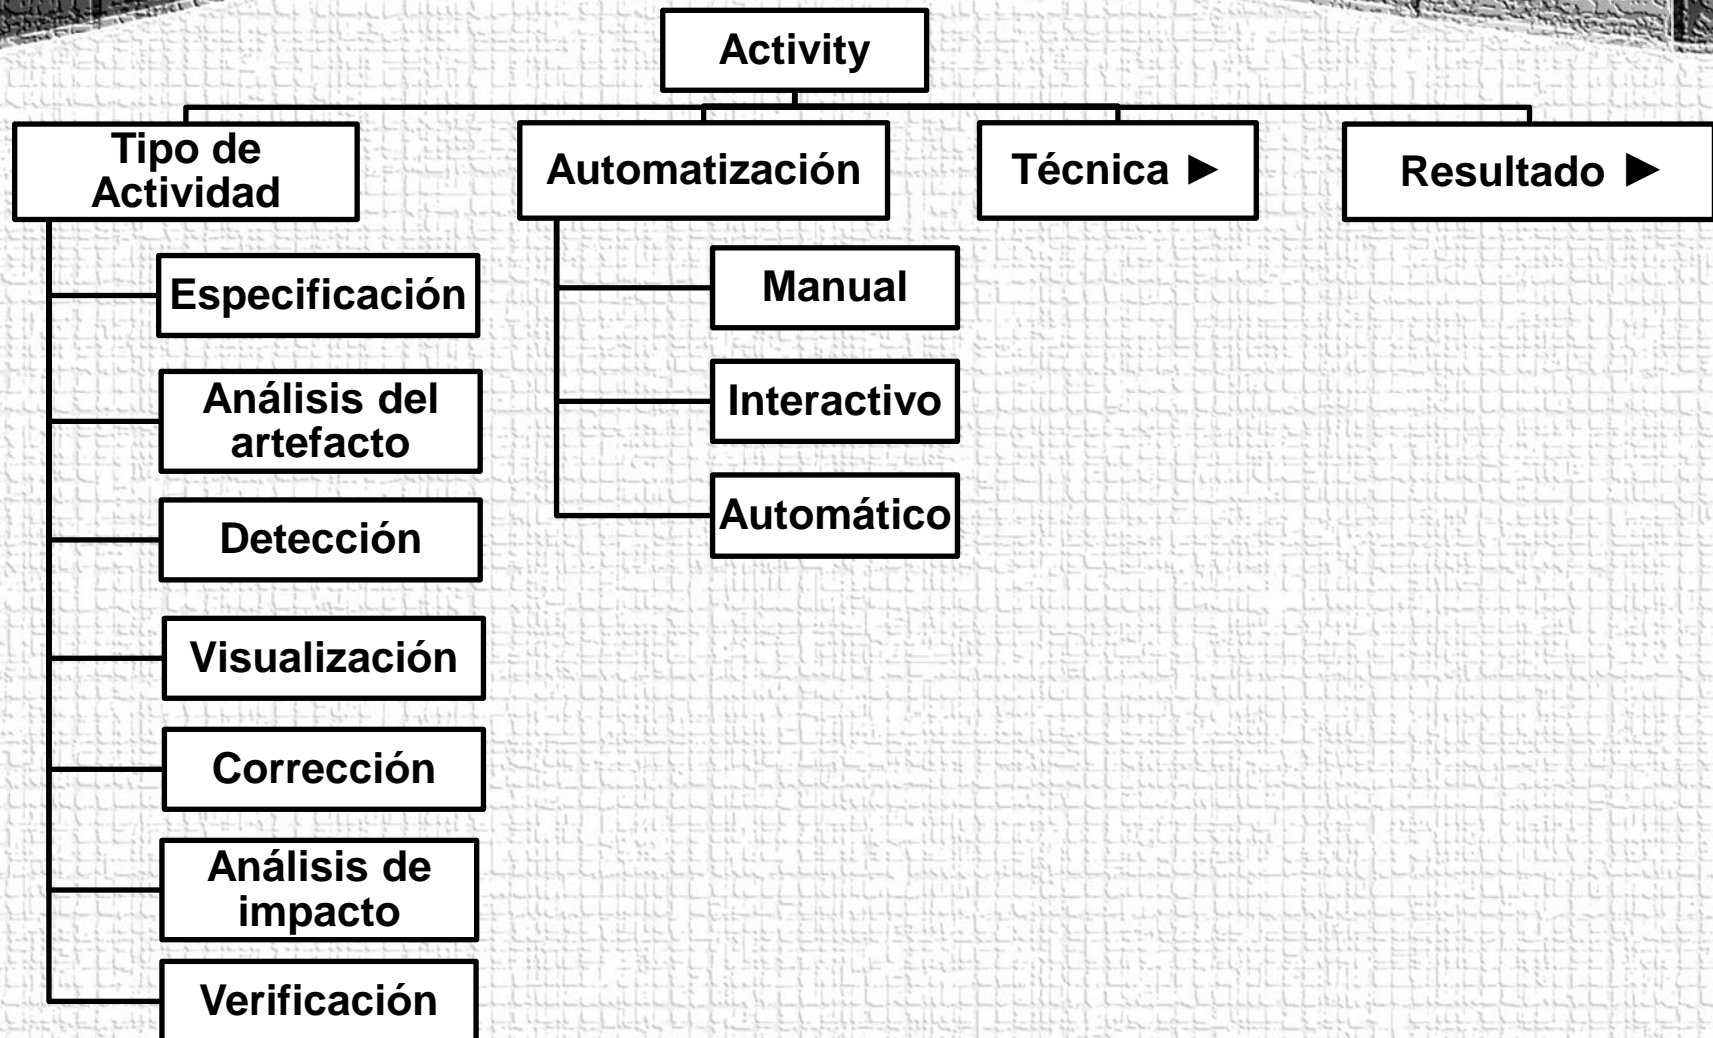 Activity
Tipo de
Actividad
Automatización
Técnica ►
Resultado ►
Especificación
Análisis del
artefacto
Detección
Visualización
Corrección
Análisis de
impacto
Verificación
Manual
Interactivo
Automático